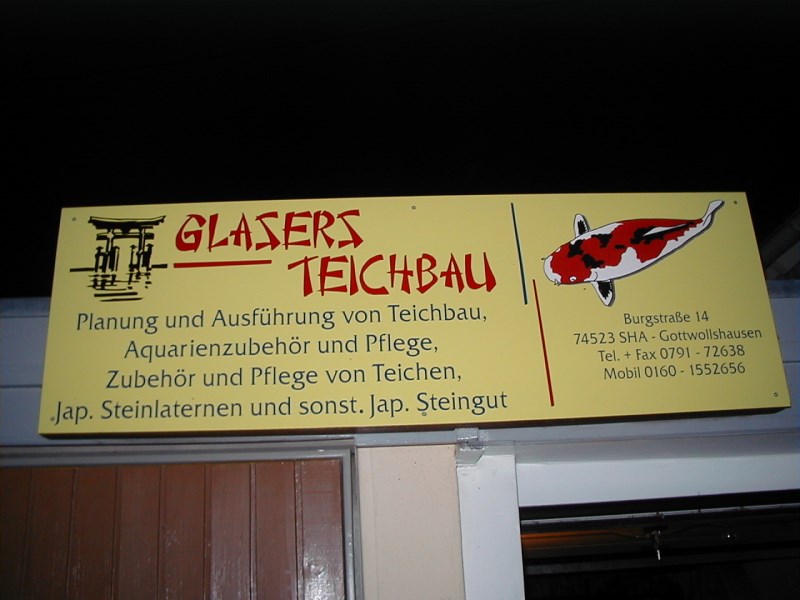 GLASERS
TEICHBAU
Planung und Ausführung von Teichbau,
Aquarienzubehör und Pflege,
Zubehör und Pflege von Teichen,
Jap. Steinlaternen und sonst. Jap. Steingut
Burgstraße 14
74523 SHA - Gottwollshausen
Tel. + Fax 0791 - 72638
Mobil 0160 - 1552656